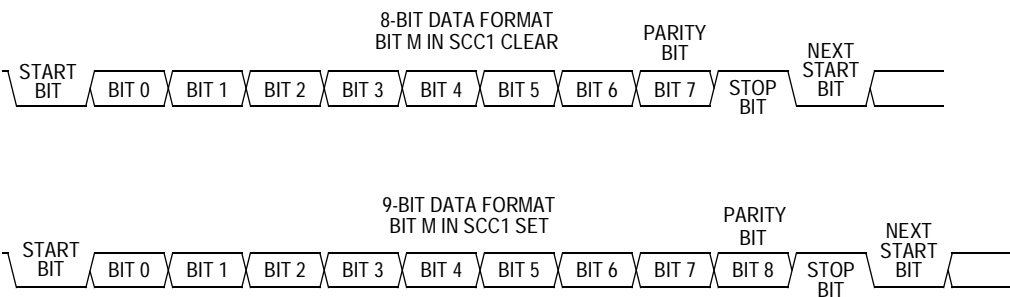 8-BIT DATA FORMAT
BIT M IN SCC1 CLEAR
PARITY
BIT
NEXT
START
BIT
START
BIT
BIT 0
BIT 1
BIT 2
BIT 3
BIT 4
BIT 5
BIT 6
BIT 7
STOP
BIT
9-BIT DATA FORMAT
BIT M IN SCC1 SET
PARITY
BIT
NEXT
START
BIT
START
BIT
BIT 0
BIT 1
BIT 2
BIT 3
BIT 4
BIT 5
BIT 6
BIT 7
BIT 8
STOP
BIT